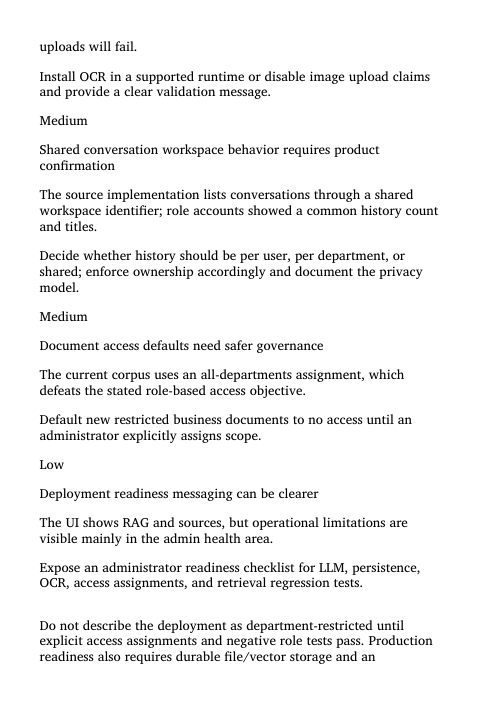 uploads will fail.
Install OCR in a supported runtime or disable image upload claims
and provide a clear validation message.
Medium
Shared conversation workspace behavior requires product
confirmation
The source implementation lists conversations through a shared
workspace identifier; role accounts showed a common history count
and titles.
Decide whether history should be per user, per department, or
shared; enforce ownership accordingly and document the privacy
model.
Medium
Document access defaults need safer governance
The current corpus uses an all-departments assignment, which
defeats the stated role-based access objective.
Default new restricted business documents to no access until an
administrator explicitly assigns scope.
Low
Deployment readiness messaging can be clearer
The UI shows RAG and sources, but operational limitations are
visible mainly in the admin health area.
Expose an administrator readiness checklist for LLM, persistence,
OCR, access assignments, and retrieval regression tests.
Do not describe the deployment as department-restricted until
explicit access assignments and negative role tests pass. Production
readiness also requires durable file/vector storage and an